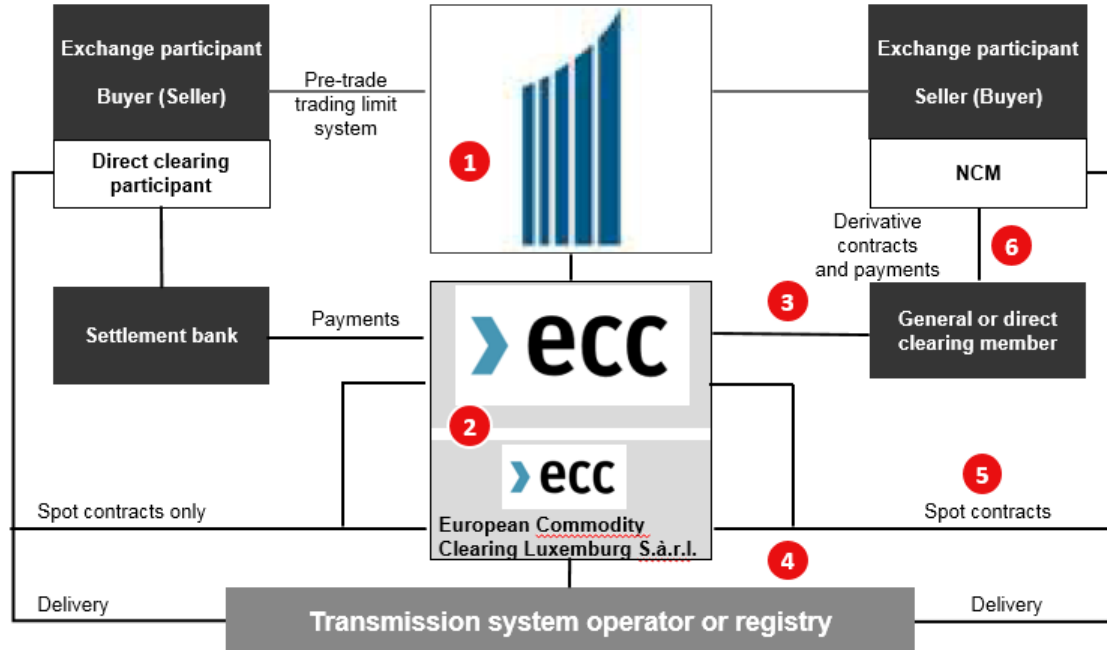 Exchange participant
Buyer (Seller)
Direct clearing
participant
Pre-trade
trading limit
system
1
Exchange participant
Seller (Buyer)
NCM
Derivative
contracts
and payments
6
3
Settlement bank
Payments
ecc
General or direct
clearing member
2
ecc
European Commodity
Clearing Luxemburg S.à.r.l.
5
Spot contracts only
Spot contracts
4
Delivery
Transmission system operator or registry
Delivery